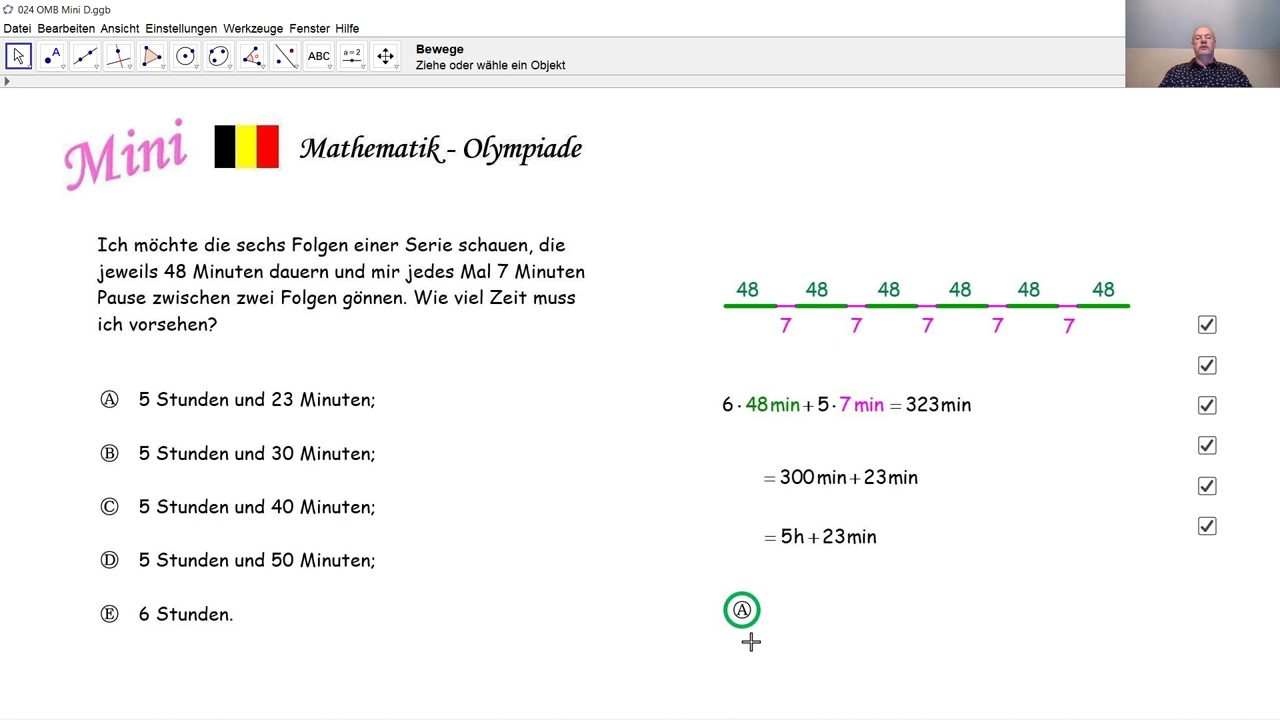 024 OMB Mini D.ggb
Datei Bearbeiten Ansicht Einstellungen Werkzeuge Fenster Hilfe
A ABC a=2 Bewege
Ziehe oder wähle ein Objekt
Mini Mathematik - Olympiade
Ich möchte die sechs Folgen einer Serie schauen, die
jeweils 48 Minuten dauern und mir jedes Mal 7 Minuten
Pause zwischen zwei Folgen gönnen. Wie viel Zeit muss
ich vorsehen?
Ⓐ 5 Stunden und 23 Minuten;
Ⓑ 5 Stunden und 30 Minuten;
Ⓒ 5 Stunden und 40 Minuten;
Ⓓ 5 Stunden und 50 Minuten;
Ⓔ 6 Stunden.
48 48 48 48 48 48
7 7 7 7 7
6 · 48 min + 5 · 7 min = 323 min
= 300 min + 23 min
= 5h + 23 min
Ⓐ